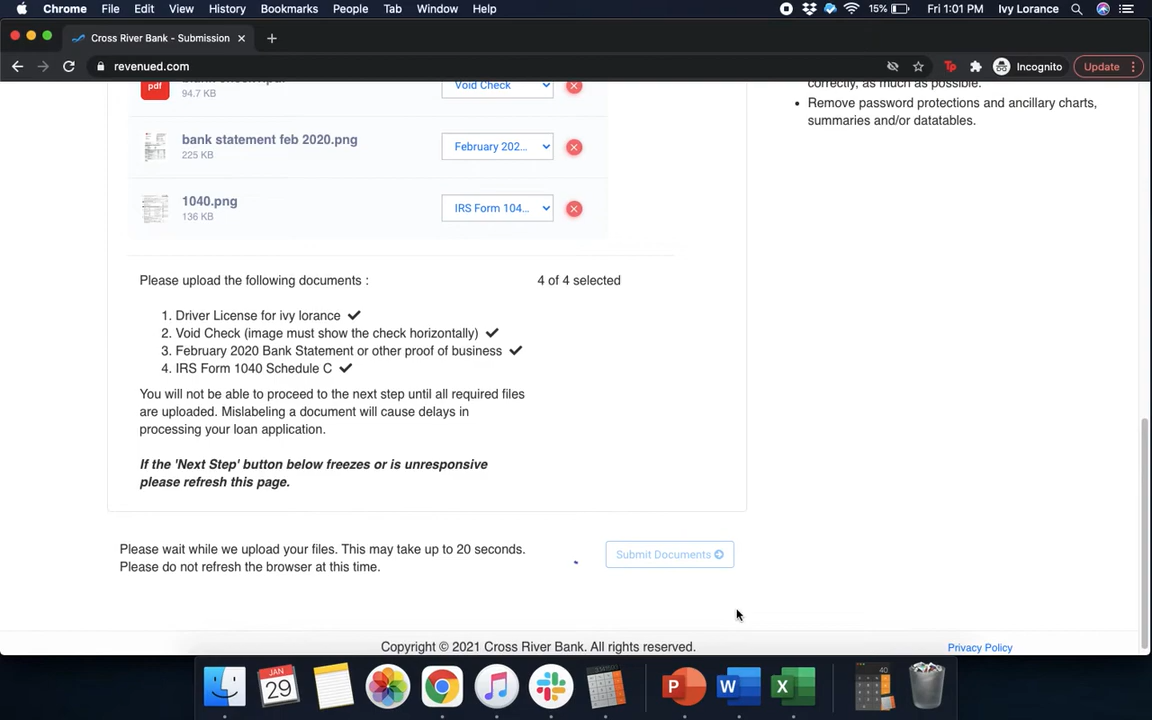 Chrome File Edit View History Bookmarks People Tab Window Help 15% Fri 1:01 PM Ivy Lorance
Cross River Bank - Submission
revenued.com Incognito Update
pdf
94.7 KB
Void Check
bank statement feb 2020.png
225 KB
February 202...
1040.png
136 KB
IRS Form 104...
correctly, as much as possible.
• Remove password protections and ancillary charts,
summaries and/or datatables.
Please upload the following documents : 4 of 4 selected
1. Driver License for ivy lorance
2. Void Check (image must show the check horizontally)
3. February 2020 Bank Statement or other proof of business
4. IRS Form 1040 Schedule C
You will not be able to proceed to the next step until all required files
are uploaded. Mislabeling a document will cause delays in
processing your loan application.
If the 'Next Step' button below freezes or is unresponsive
please refresh this page.
Please wait while we upload your files. This may take up to 20 seconds.
Please do not refresh the browser at this time.
Submit Documents
Copyright © 2021 Cross River Bank. All rights reserved.
Privacy Policy
JAN
29
P
W
X
40